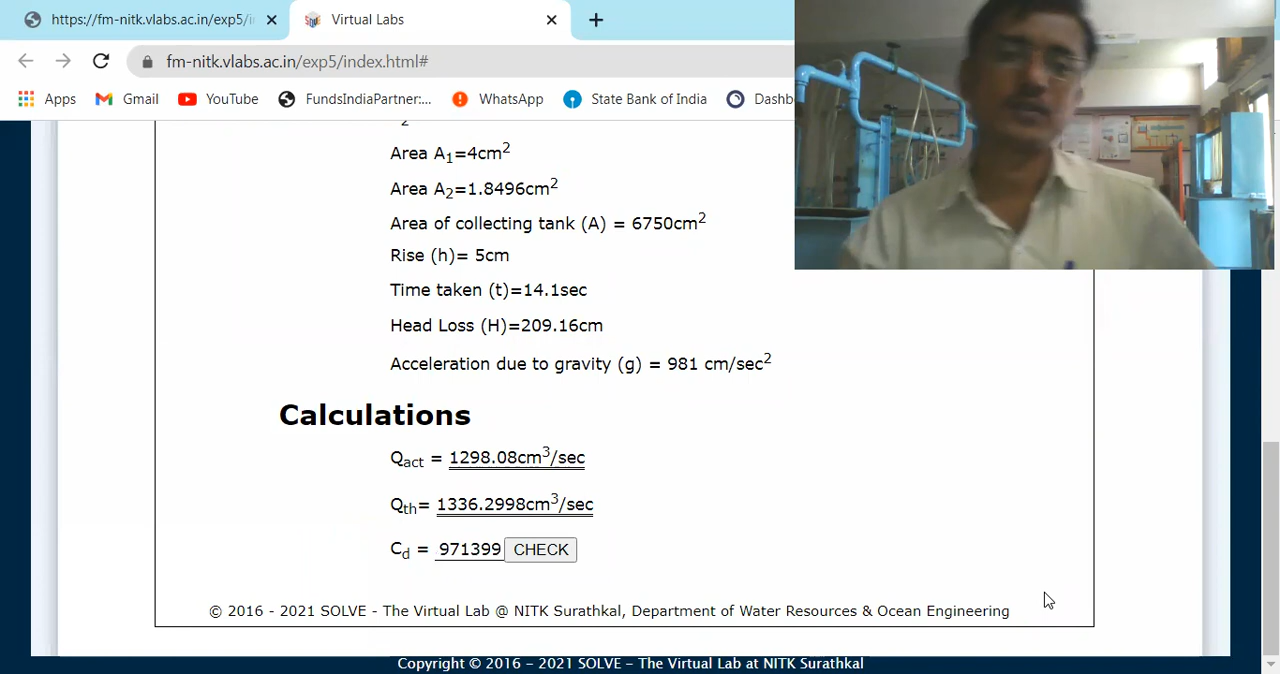 https://fm-nitk.vlabs.ac.in/exp5/i
Virtual Labs
fm-nitk.vlabs.ac.in/exp5/index.html#
Apps Gmail YouTube FundsIndiaPartner:... WhatsApp State Bank of India Dashb
2
Area A₁=4cm²
Area A₂=1.8496cm²
Area of collecting tank (A) = 6750cm²
Rise (h)= 5cm
Time taken (t)=14.1sec
Head Loss (H)=209.16cm
Acceleration due to gravity (g) = 981 cm/sec²
Calculations
Qact = 1298.08cm³/sec
Qth= 1336.2998cm³/sec
Cd = 971399 CHECK
© 2016 - 2021 SOLVE - The Virtual Lab @ NITK Surathkal, Department of Water Resources & Ocean Engineering
Copyright © 2016 - 2021 SOLVE - The Virtual Lab at NITK Surathkal